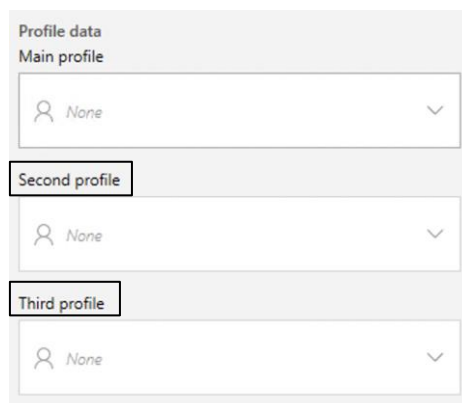 Profile data
Main profile
None
Second profile
None
Third profile
None